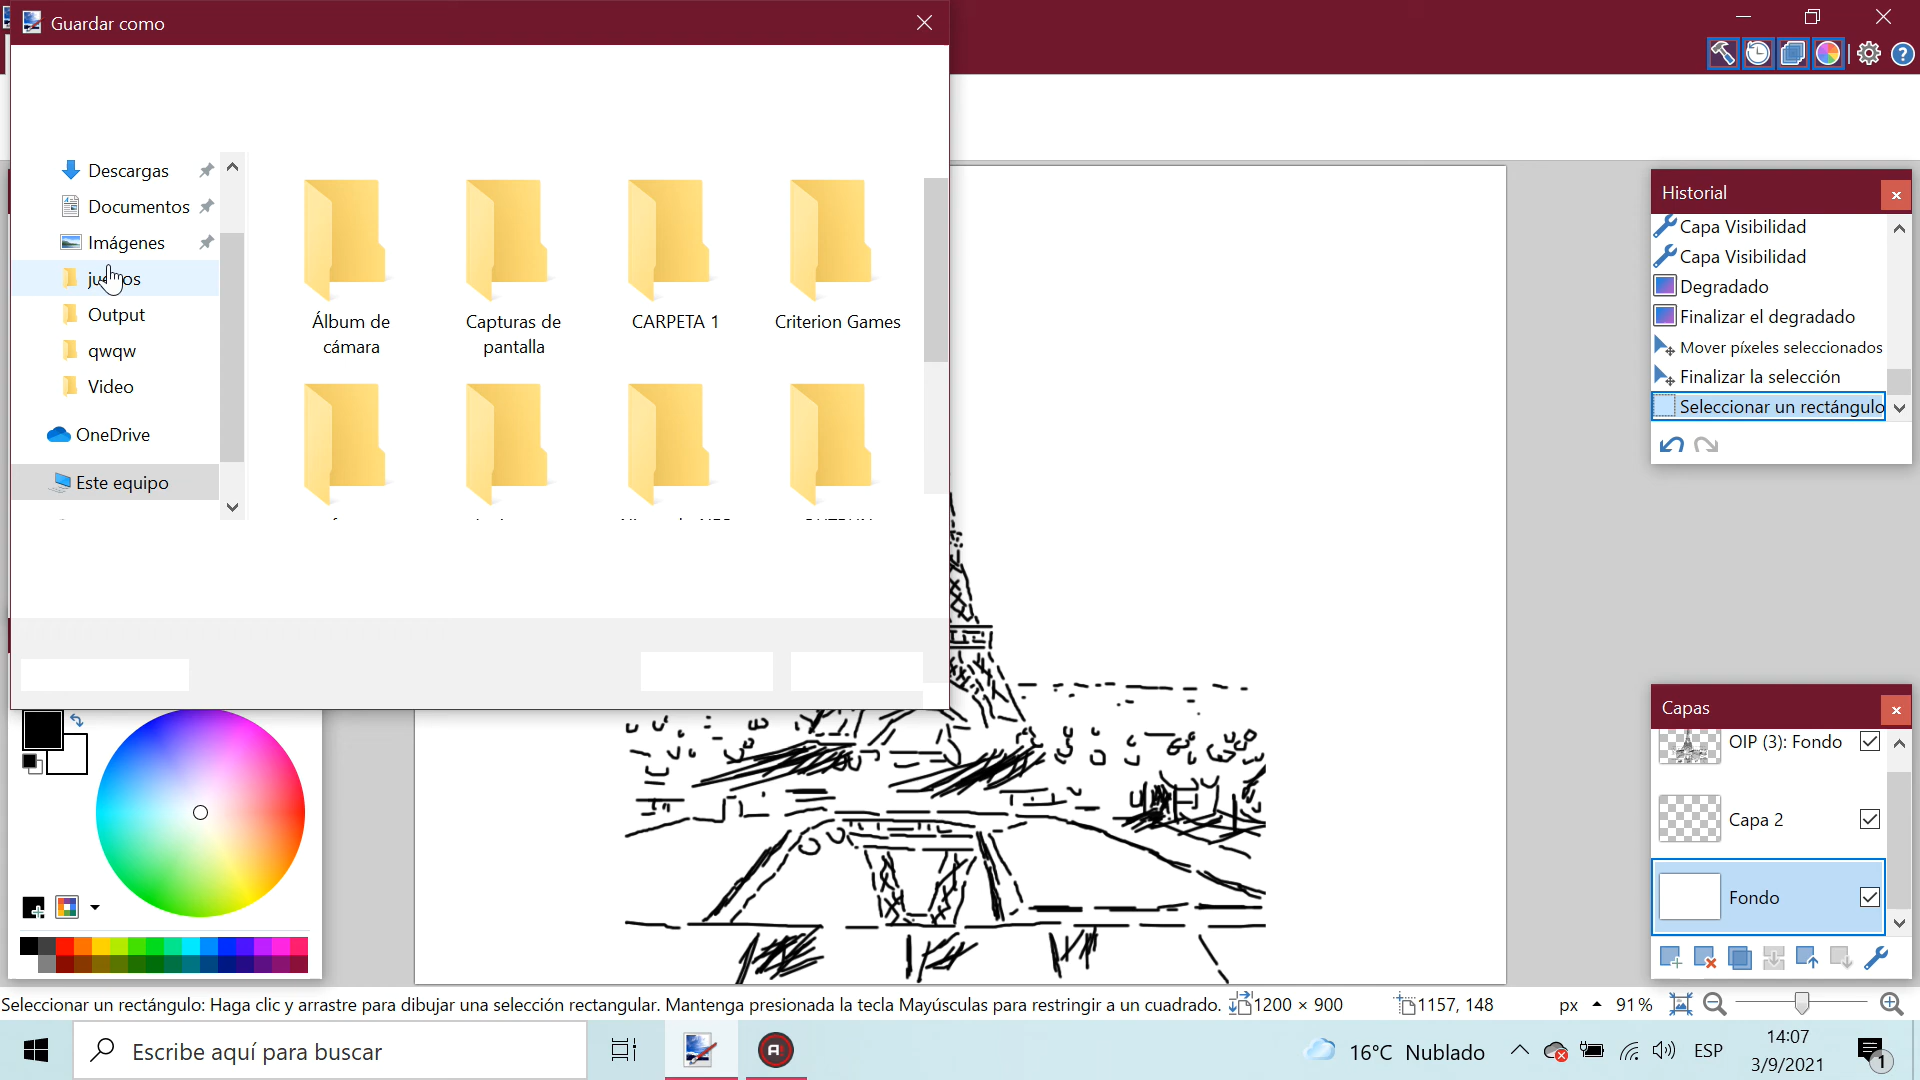 Guardar como
Descargas
Documentos
Imágenes
Output
qwqw
Video
OneDrive
Este equipo
Álbum de
cámara
Capturas de
pantalla
CARPETA 1
Criterion Games
Historial
Capa Visibilidad
Capa Visibilidad
Degradado
Finalizar el degradado
Mover píxeles seleccionados
Finalizar la selección
Seleccionar un rectángulo
Capas
OIP (3): Fondo
Capa 2
Fondo
Seleccionar un rectángulo: Haga clic y arrastre para dibujar una selección rectangular. Mantenga presionada la tecla Mayúsculas para restringir a un cuadrado.
1200 × 900
1157, 148
px
91%
Escribe aquí para buscar
16°C Nublado
ESP
14:07
3/9/2021
1